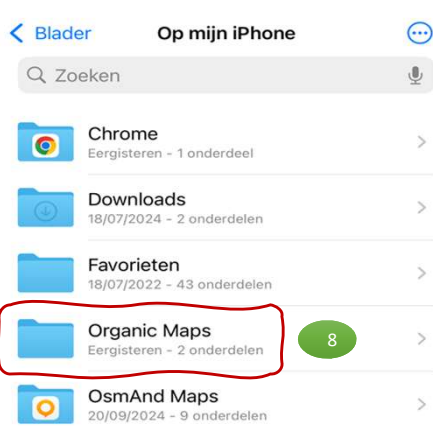 Blader
Op mijn iPhone
Zoeken
Chrome
Eergisteren - 1 onderdeel
Downloads
18/07/2024 - 2 onderdelen
Favorieten
18/07/2022 - 43 onderdelen
Organic Maps
Eergisteren - 2 onderdelen
8
OsmAnd Maps
20/09/2024 - 9 onderdelen